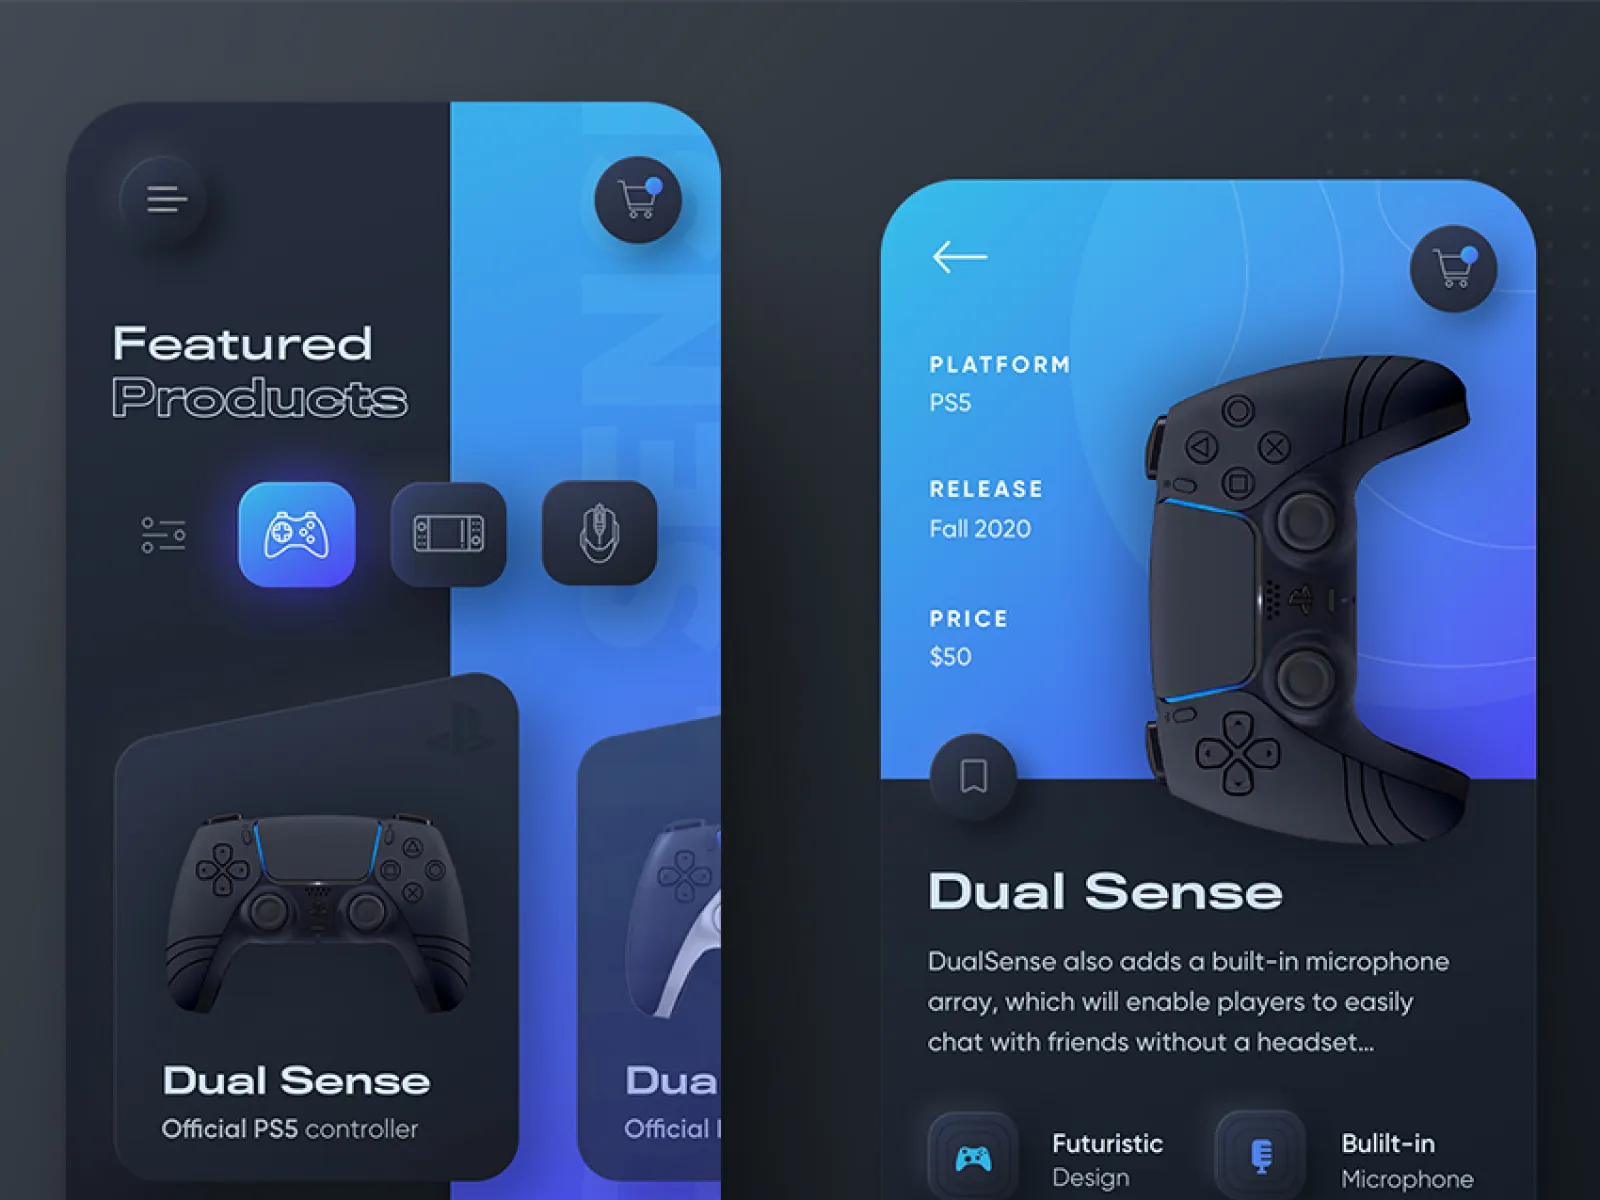 Featured
Products
Dual Sense
Official PS5 controller
Dua
Official
SENS
PLATFORM
PS5
RELEASE
Fall 2020
PRICE
$50
Dual Sense
DualSense also adds a built-in microphone
array, which will enable players to easily
chat with friends without a headset...
Futuristic
Design
Bulilt-in
Microphone